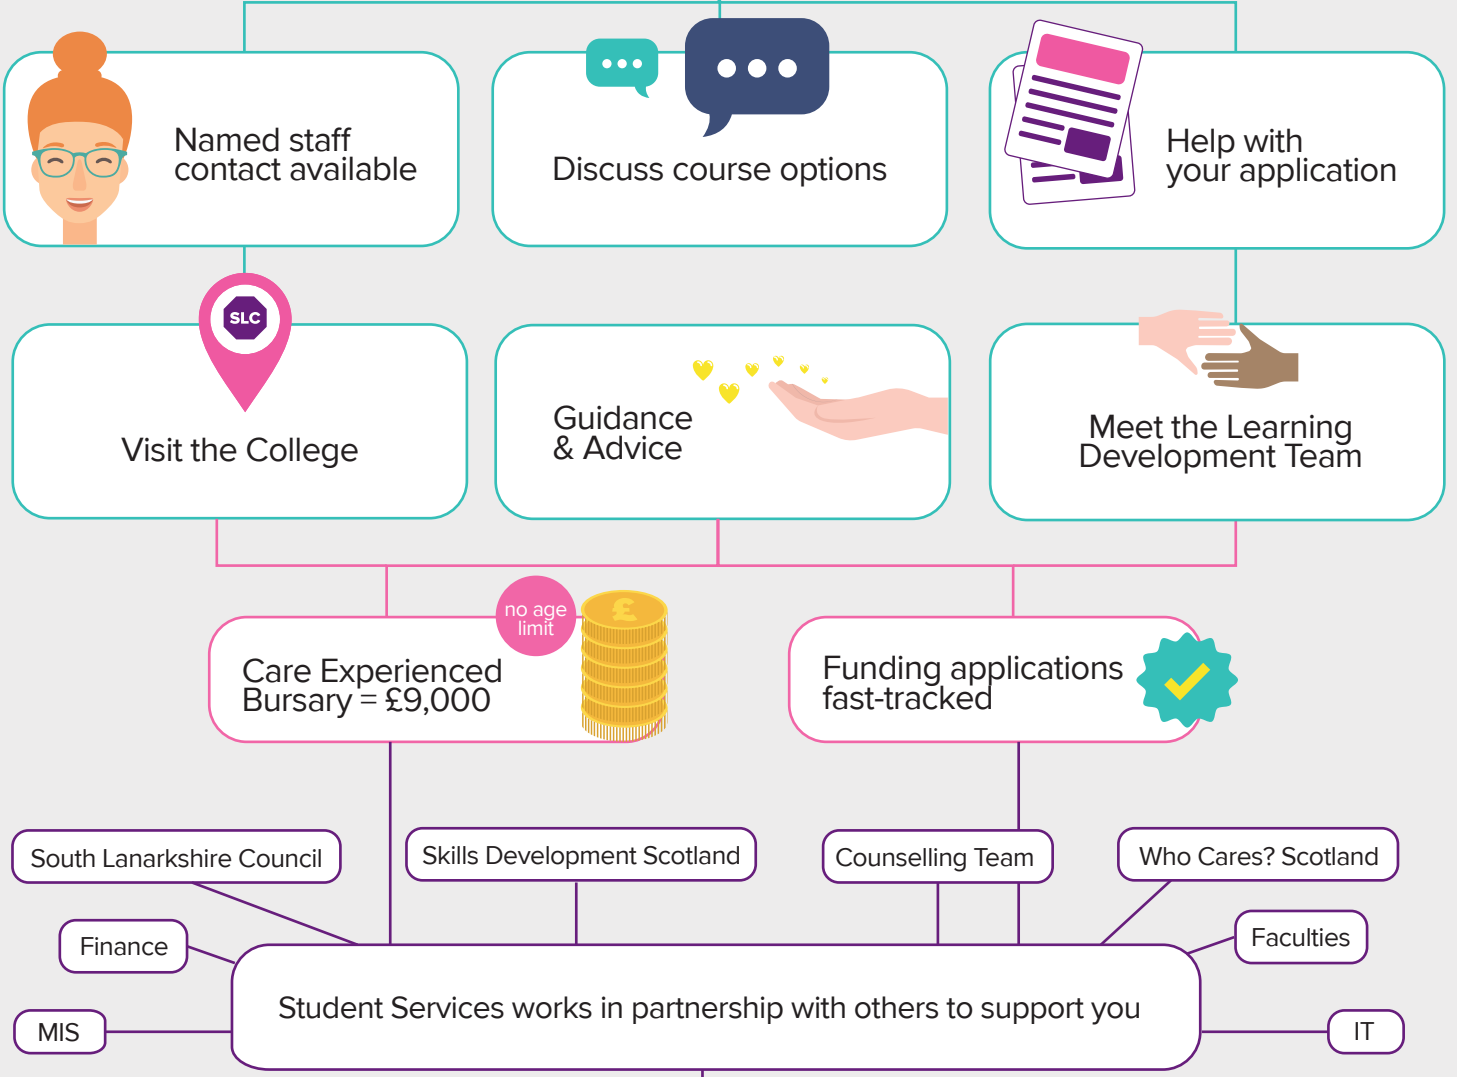 Named staff
contact available
Discuss course options
Help with
your application
SLC
Visit the College
Guidance
& Advice
Meet the Learning
Development Team
no age
limit
£
Care Experienced
Bursary = £9,000
Funding applications
fast-tracked
South Lanarkshire Council
Skills Development Scotland
Counselling Team
Who Cares? Scotland
Finance
Faculties
Student Services works in partnership with others to support you
MIS
IT